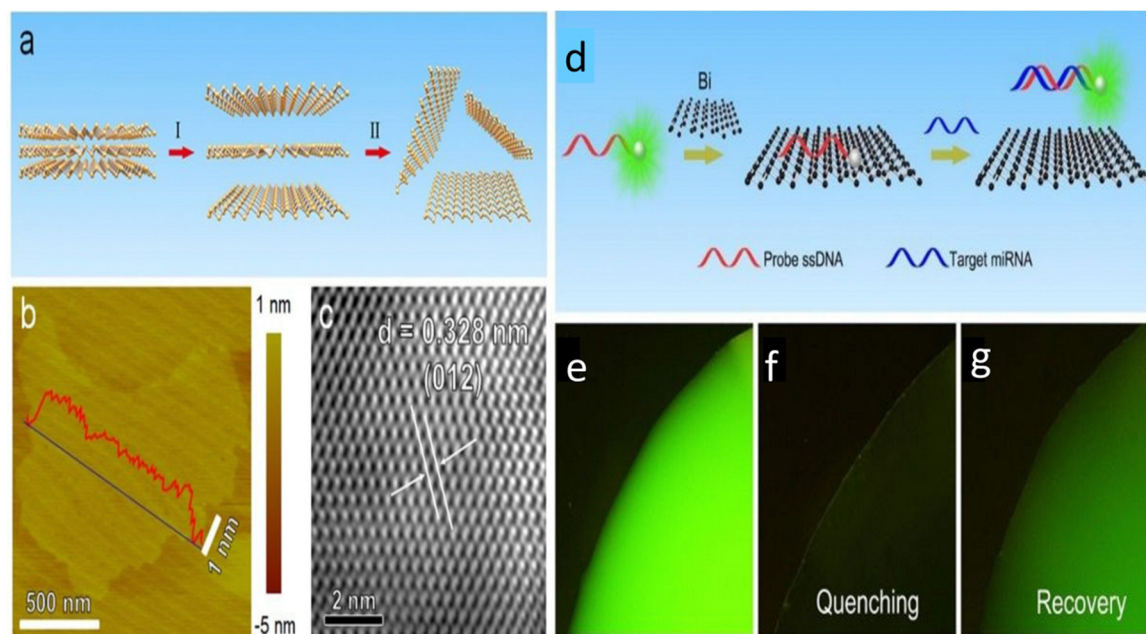 a
I
II
b
1 nm
1 nm
500 nm
-5 nm
c
d = 0.328 nm
(012)
2 nm
d
Bi
Probe ssDNA
Target miRNA
e
f
Quenching
g
Recovery